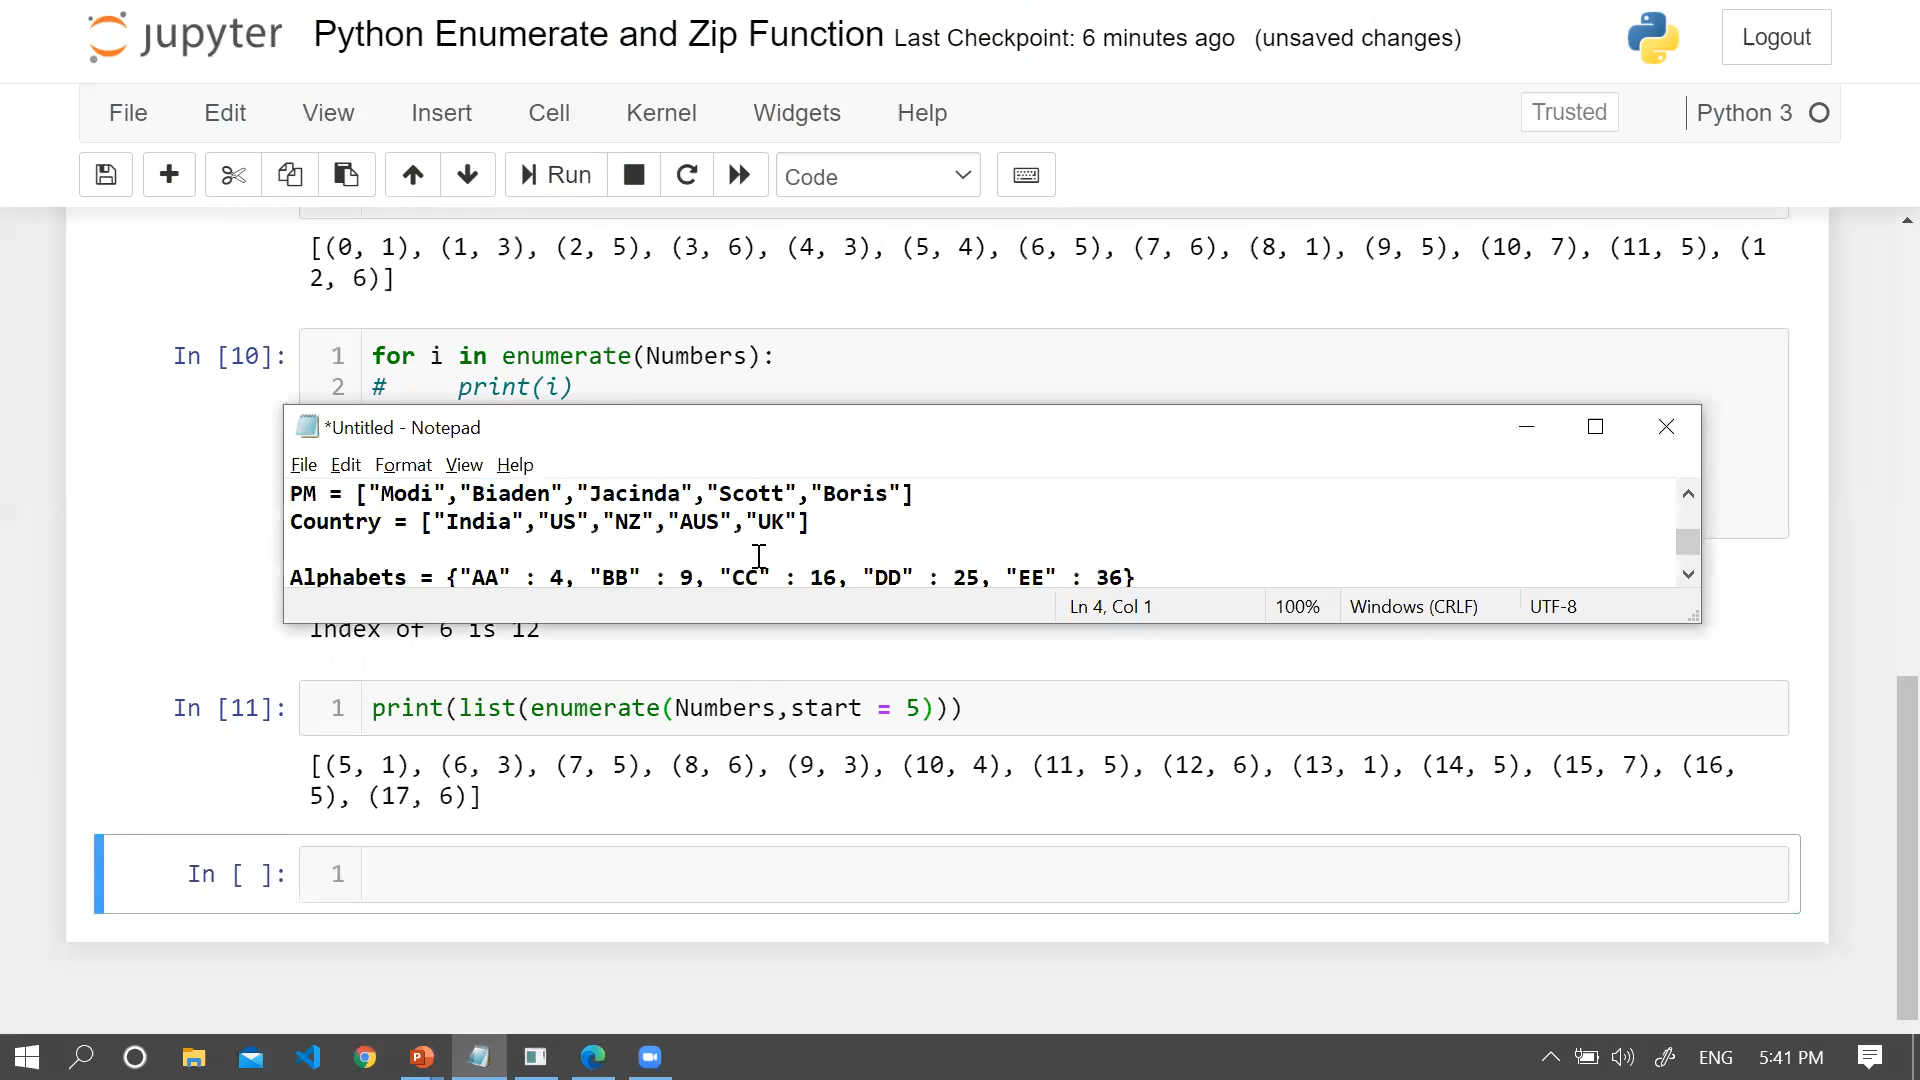 jupyter Python Enumerate and Zip Function Last Checkpoint: 6 minutes ago (unsaved changes) Logout
File Edit View Insert Cell Kernel Widgets Help Trusted Python 3
Run Code
[(0, 1), (1, 3), (2, 5), (3, 6), (4, 3), (5, 4), (6, 5), (7, 6), (8, 1), (9, 5), (10, 7), (11, 5), (1
2, 6)]
In [10]: 1 for i in enumerate(Numbers):
2 #     print(i)
*Untitled - Notepad
File Edit Format View Help
PM = ["Modi","Biaden","Jacinda","Scott","Boris"]
Country = ["India","US","NZ","AUS","UK"]
Alphabets = {"AA" : 4, "BB" : 9, "CC" : 16, "DD" : 25, "EE" : 36}
Ln 4, Col 1 100% Windows (CRLF) UTF-8
Index of 6 is 12
In [11]: 1 print(list(enumerate(Numbers,start = 5)))
[(5, 1), (6, 3), (7, 5), (8, 6), (9, 3), (10, 4), (11, 5), (12, 6), (13, 1), (14, 5), (15, 7), (16,
5), (17, 6)]
In [ ]: 1
ENG 5:41 PM